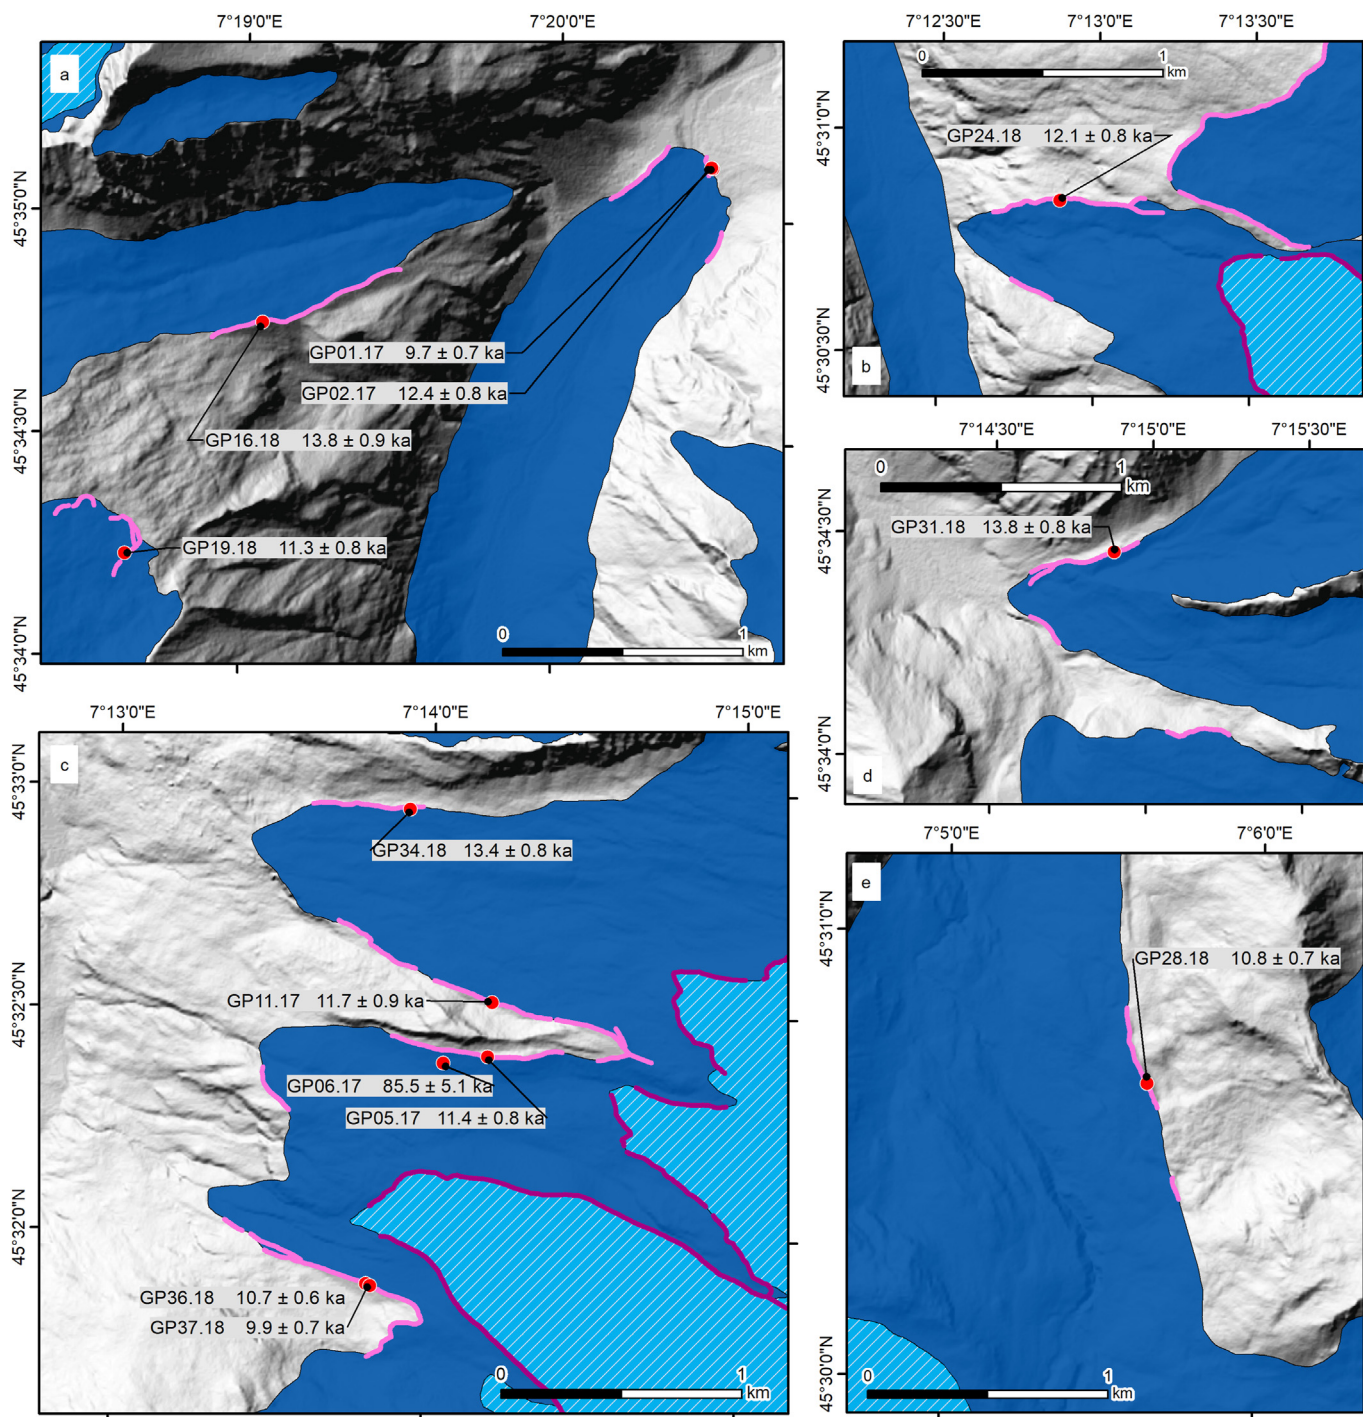 7°19'0"E 7°20'0"E
a
45°35'0"N
45°34'30"N
45°34'0"N
GP01.17 9.7 ± 0.7 ka
GP02.17 12.4 ± 0.8 ka
GP16.18 13.8 ± 0.9 ka
GP19.18 11.3 ± 0.8 ka
0 1
km
7°12'30"E 7°13'0"E 7°13'30"E
0 1
km
45°31'0"N
45°30'30"N
GP24.18 12.1 ± 0.8 ka
b
7°14'30"E 7°15'0"E 7°15'30"E
0 1
km
45°34'30"N
45°34'0"N
GP31.18 13.8 ± 0.8 ka
d
7°13'0"E 7°14'0"E 7°15'0"E
c
45°33'0"N
45°32'30"N
45°32'0"N
GP34.18 13.4 ± 0.8 ka
GP11.17 11.7 ± 0.9 ka
GP06.17 85.5 ± 5.1 ka
GP05.17 11.4 ± 0.8 ka
GP36.18 10.7 ± 0.6 ka
GP37.18 9.9 ± 0.7 ka
0 1
km
7°5'0"E 7°6'0"E
e
45°31'0"N
45°30'0"N
GP28.18 10.8 ± 0.7 ka
0 1
km